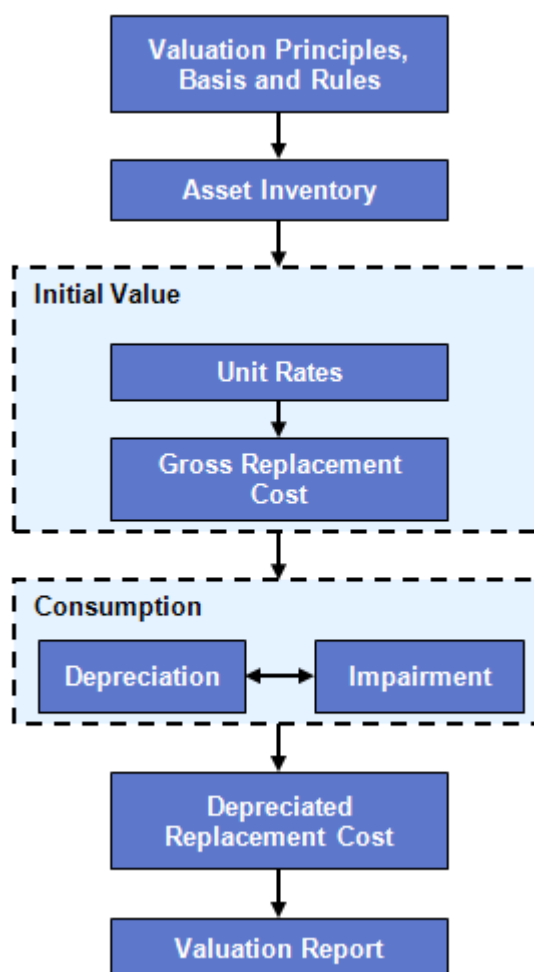 Valuation Principles,
Basis and Rules
Asset Inventory
Initial Value
Unit Rates
Gross Replacement
Cost
Consumption
Depreciation
Impairment
Depreciated
Replacement Cost
Valuation Report